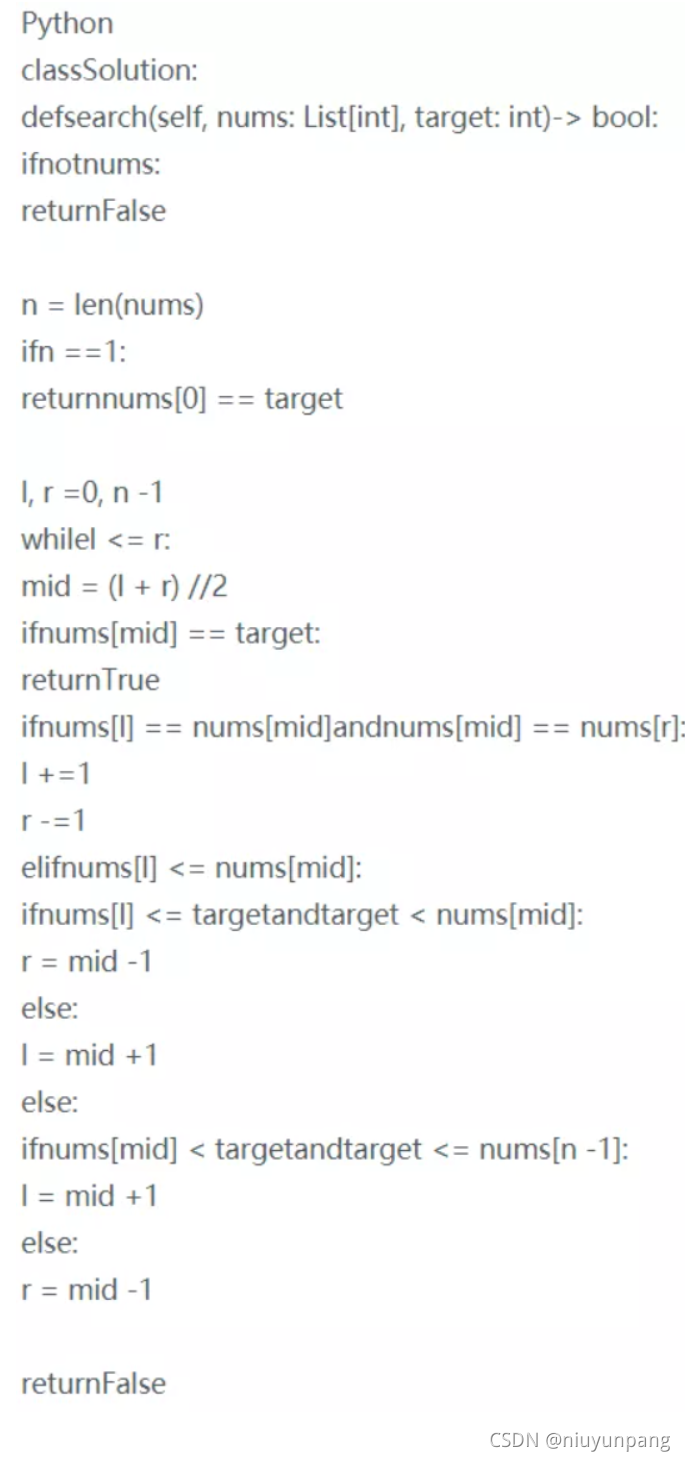 Python
classSolution:
defsearch(self, nums: List[int], target: int)-> bool:
ifnotnums:
returnFalse
n = len(nums)
ifn ==1:
returnnums[0] == target
l, r =0, n -1
whilel <= r:
mid = (l + r) //2
ifnums[mid] == target:
returnTrue
ifnums[l] == nums[mid]andnums[mid] == nums[r]:
l +=1
r -=1
elifnums[l] <= nums[mid]:
ifnums[l] <= targetandtarget < nums[mid]:
r = mid -1
else:
l = mid +1
else:
ifnums[mid] < targetandtarget <= nums[n -1]:
l = mid +1
else:
r = mid -1
returnFalse
CSDN @niuyunpang